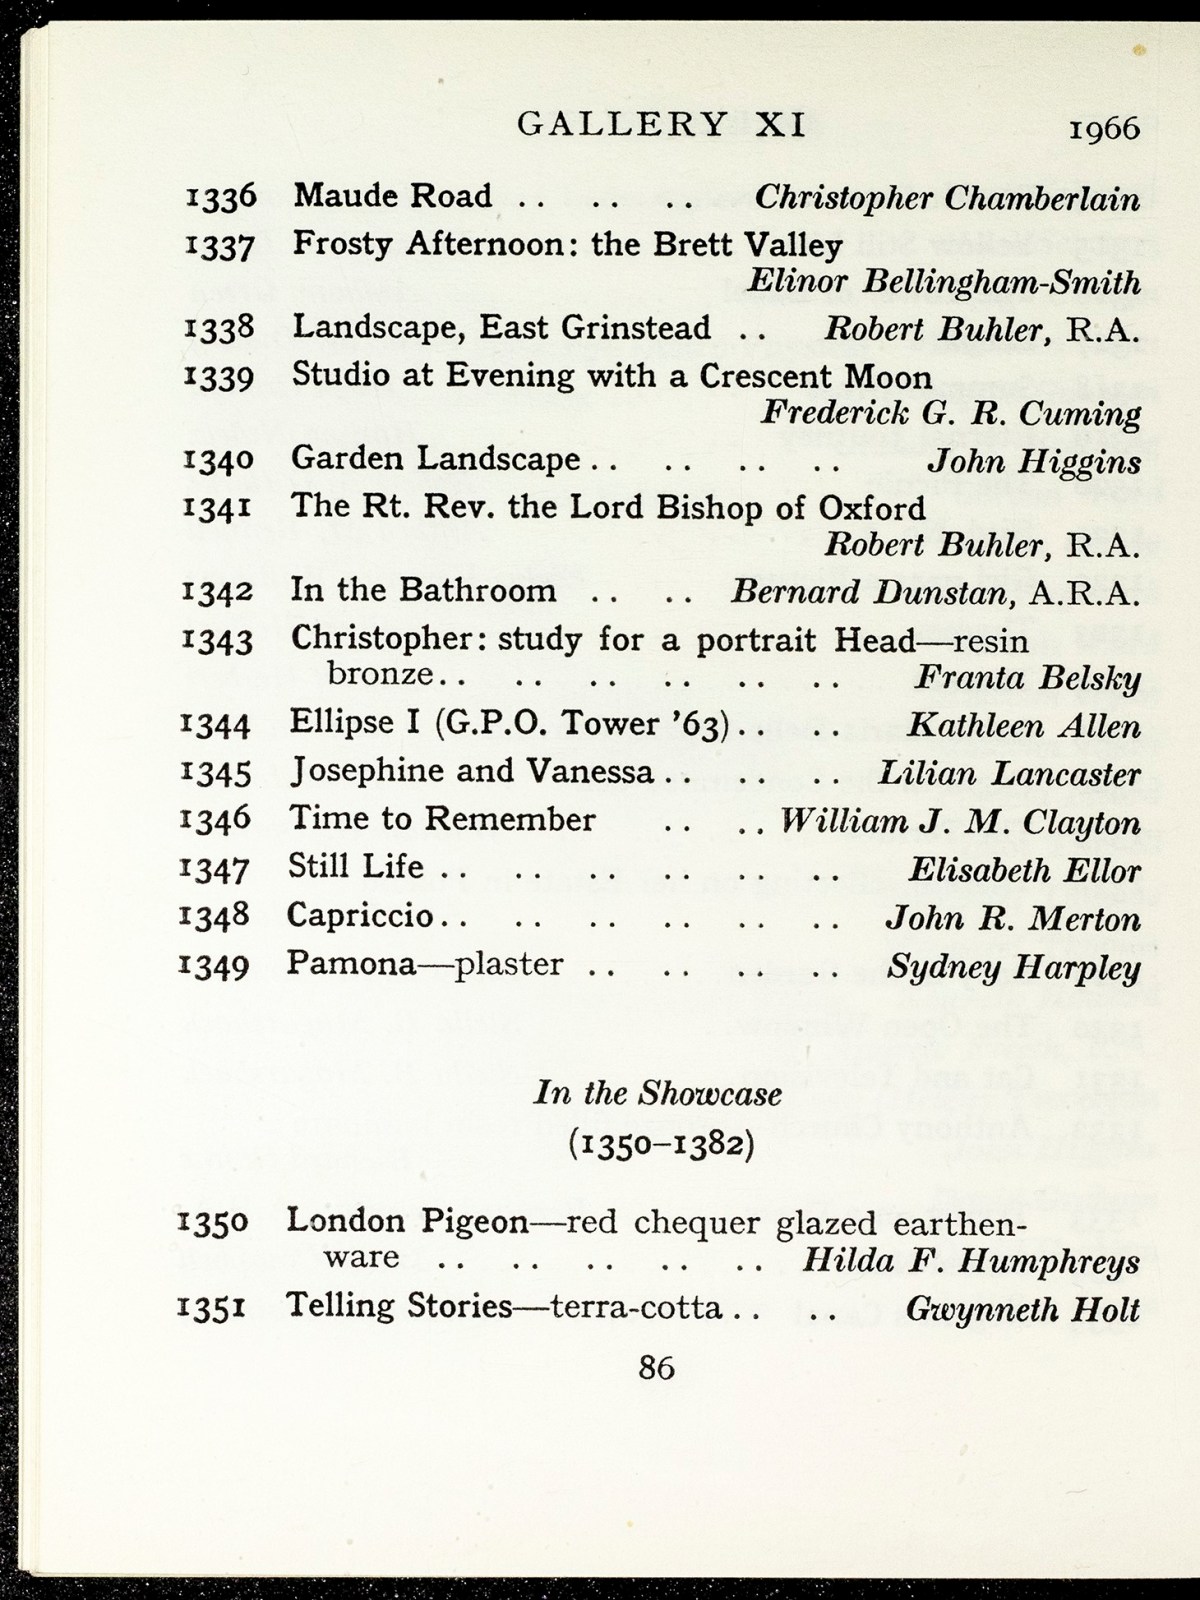 GALLERY XI 1966
1336 Maude Road .. .. .. Christopher Chamberlain
1337 Frosty Afternoon: the Brett Valley
Elinor Bellingham-Smith
1338 Landscape, East Grinstead .. Robert Buhler, R.A.
1339 Studio at Evening with a Crescent Moon
Frederick G. R. Cuming
1340 Garden Landscape .. .. .. .. John Higgins
1341 The Rt. Rev. the Lord Bishop of Oxford
Robert Buhler, R.A.
1342 In the Bathroom .. .. Bernard Dunstan, A.R.A.
1343 Christopher: study for a portrait Head—resin
bronze .. .. .. .. .. .. Franta Belsky
1344 Ellipse I (G.P.O. Tower '63) .. .. Kathleen Allen
1345 Josephine and Vanessa .. .. .. Lilian Lancaster
1346 Time to Remember .. .. William J. M. Clayton
1347 Still Life .. .. .. .. .. .. Elisabeth Ellor
1348 Capriccio .. .. .. .. .. .. John R. Merton
1349 Pamona—plaster .. .. .. .. Sydney Harpley
In the Showcase
(1350–1382)
1350 London Pigeon—red chequer glazed earthen-
ware .. .. .. .. .. Hilda F. Humphreys
1351 Telling Stories—terra-cotta .. .. Gwynneth Holt
86